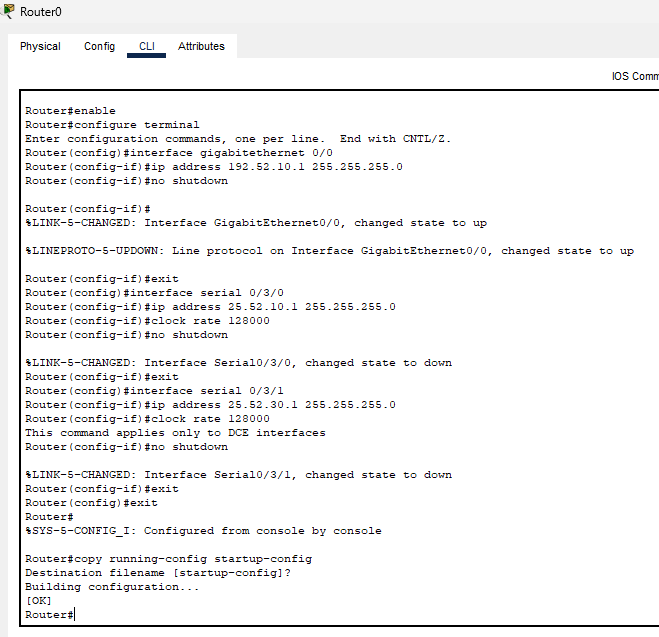 Router0
Physical Config CLI Attributes
IOS Comm
Router#enable
Router#configure terminal
Enter configuration commands, one per line.  End with CNTL/Z.
Router(config)#interface gigabitethernet 0/0
Router(config-if)#ip address 192.52.10.1 255.255.255.0
Router(config-if)#no shutdown
Router(config-if)#
%LINK-5-CHANGED: Interface GigabitEthernet0/0, changed state to up
%LINEPROTO-5-UPDOWN: Line protocol on Interface GigabitEthernet0/0, changed state to up
Router(config-if)#exit
Router(config)#interface serial 0/3/0
Router(config-if)#ip address 25.52.10.1 255.255.255.0
Router(config-if)#clock rate 128000
Router(config-if)#no shutdown
%LINK-5-CHANGED: Interface Serial0/3/0, changed state to down
Router(config-if)#exit
Router(config)#interface serial 0/3/1
Router(config-if)#ip address 25.52.30.1 255.255.255.0
Router(config-if)#clock rate 128000
This command applies only to DCE interfaces
Router(config-if)#no shutdown
%LINK-5-CHANGED: Interface Serial0/3/1, changed state to down
Router(config-if)#exit
Router(config)#exit
Router#
%SYS-5-CONFIG_I: Configured from console by console
Router#copy running-config startup-config
Destination filename [startup-config]?
Building configuration...
[OK]
Router#